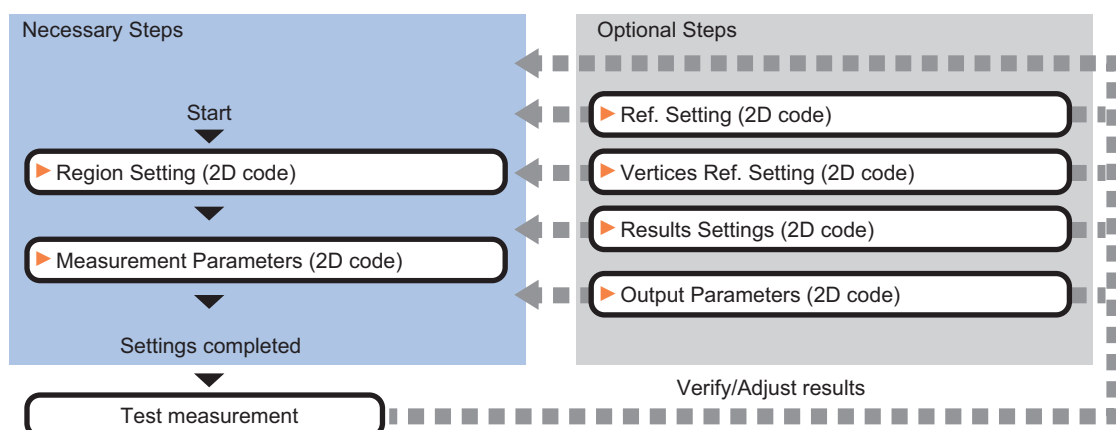 Necessary Steps
Start
Region Setting (2D code)
Measurement Parameters (2D code)
Settings completed
Test measurement
Optional Steps
Ref. Setting (2D code)
Vertices Ref. Setting (2D code)
Results Settings (2D code)
Output Parameters (2D code)
Verify/Adjust results